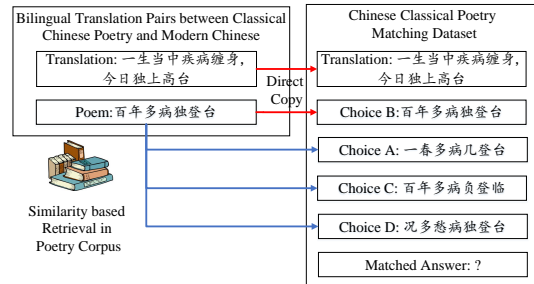 Bilingual Translation Pairs between Classical
Chinese Poetry and Modern Chinese
Translation: 一生当中疾病缠身,
今日独上高台
Poem:百年多病独登台
Direct
Copy
Similarity based
Retrieval in
Poetry Corpus
Chinese Classical Poetry
Matching Dataset
Translation: 一生当中疾病缠身,
今日独上高台
Choice B:百年多病独登台
Choice A: 一春多病几登台
Choice C: 百年多病负登临
Choice D: 况多愁病独登台
Matched Answer: ?